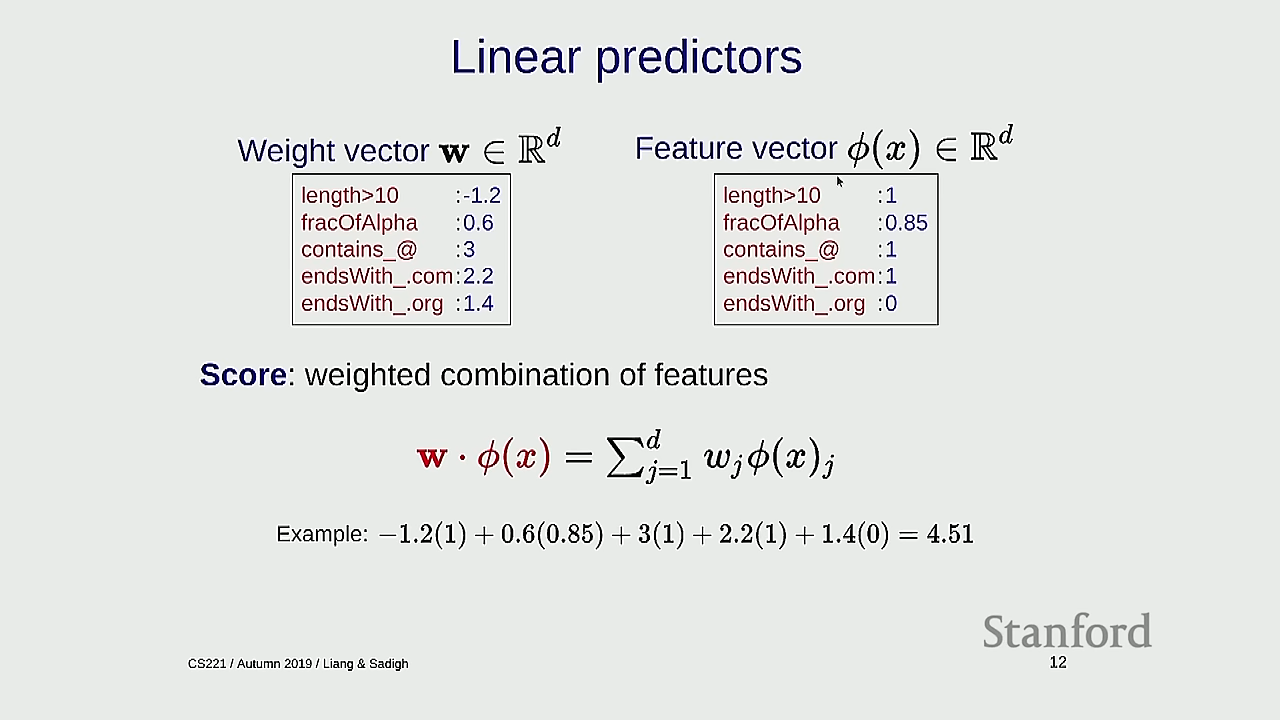 Linear predictors
Weight vector w ∈ ℝ^d
length>10 :-1.2
fracOfAlpha :0.6
contains_@ :3
endsWith_.com:2.2
endsWith_.org :1.4
Feature vector ϕ(x) ∈ ℝ^d
length>10 :1
fracOfAlpha :0.85
contains_@ :1
endsWith_.com:1
endsWith_.org :0
Score: weighted combination of features
w · ϕ(x) = ∑_{j=1}^{d} w_j ϕ(x)_j
Example: −1.2(1) + 0.6(0.85) + 3(1) + 2.2(1) + 1.4(0) = 4.51
Stanford
CS221 / Autumn 2019 / Liang & Sadigh
12